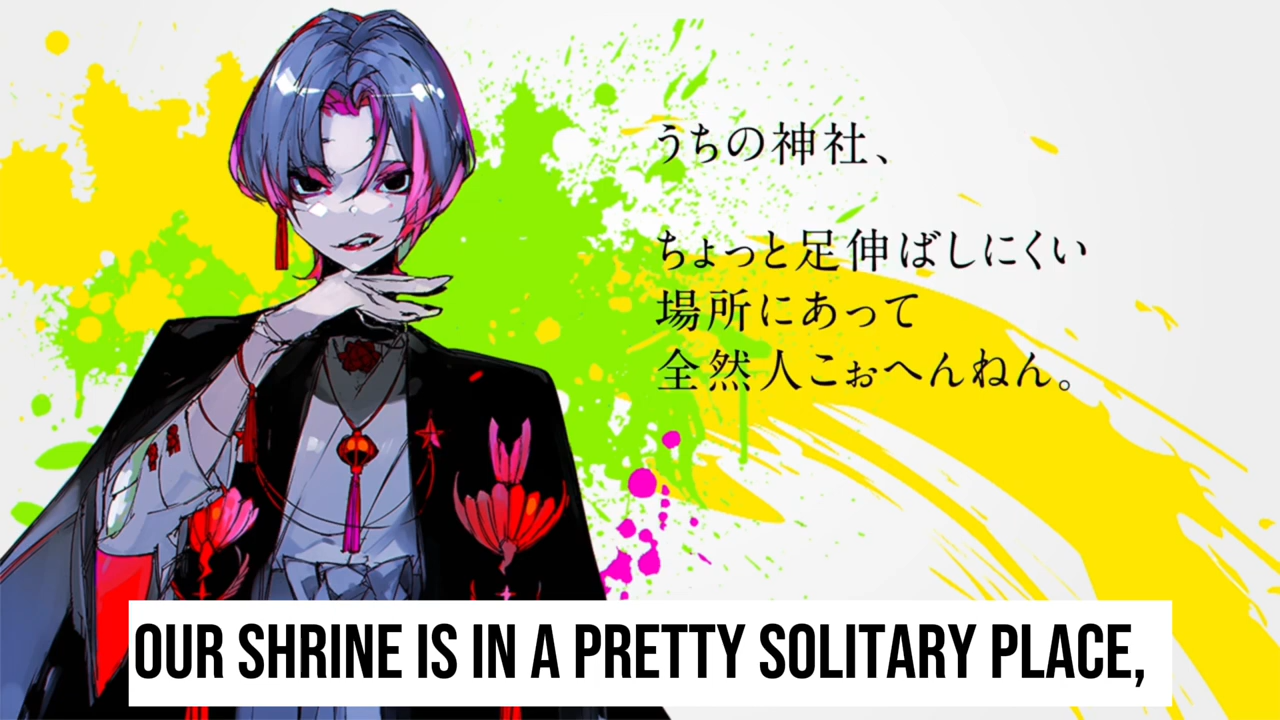 うちの神社、
ちょっと足伸ばしにくい
場所にあって
全然人こぉへんねん。
OUR SHRINE IS IN A PRETTY SOLITARY PLACE,